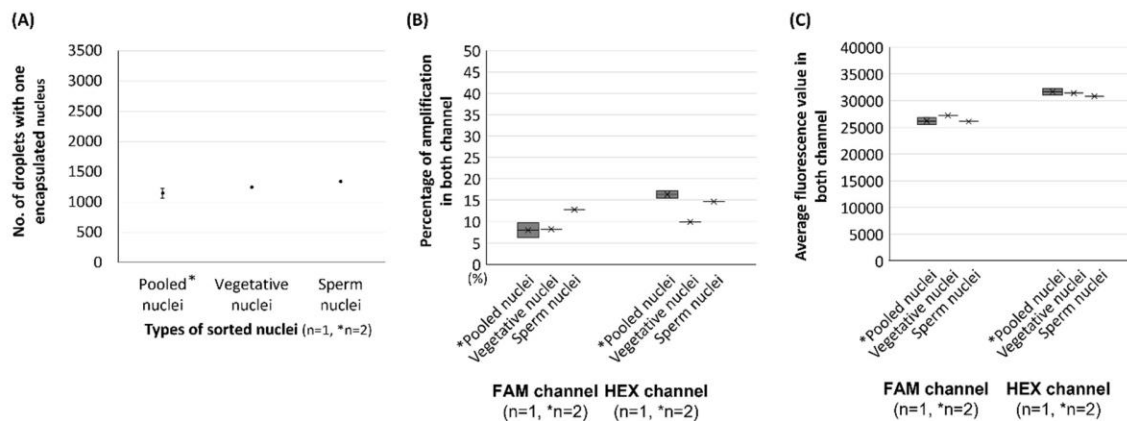 (A)
No. of droplets with one
encapsulated nucleus
3500
3000
2500
2000
1500
1000
500
0
Pooled*
nuclei
Vegetative
nuclei
Sperm
nuclei
Types of sorted nuclei (n=1, *n=2)
(B)
Percentage of amplification
in both channel
50
45
40
35
30
25
20
15
10
5
0
(%)
*Pooled nuclei
Vegetative nuclei
Sperm nuclei
*Pooled nuclei
Vegetative nuclei
Sperm nuclei
FAM channel
(n=1, *n=2)
HEX channel
(n=1, *n=2)
(C)
Average fluorescence value in
both channel
40000
35000
30000
25000
20000
15000
10000
5000
0
*Pooled nuclei
Vegetative nuclei
Sperm nuclei
*Pooled nuclei
Vegetative nuclei
Sperm nuclei
FAM channel
(n=1, *n=2)
HEX channel
(n=1, *n=2)